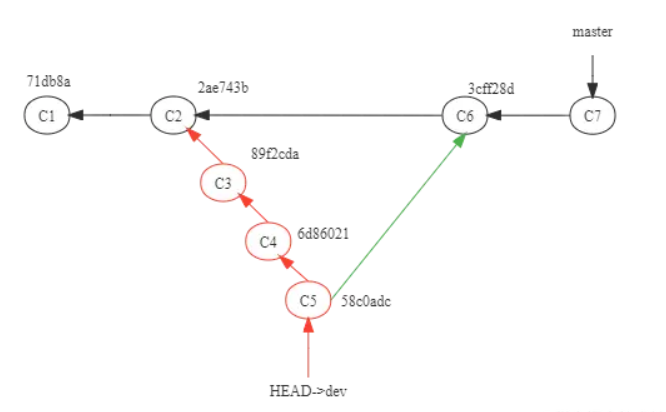 master
71db8a
2ae743b
3cff28d
C1
C2
C6
C7
89f2cda
C3
6d86021
C4
C5
58c0adc
HEAD->dev